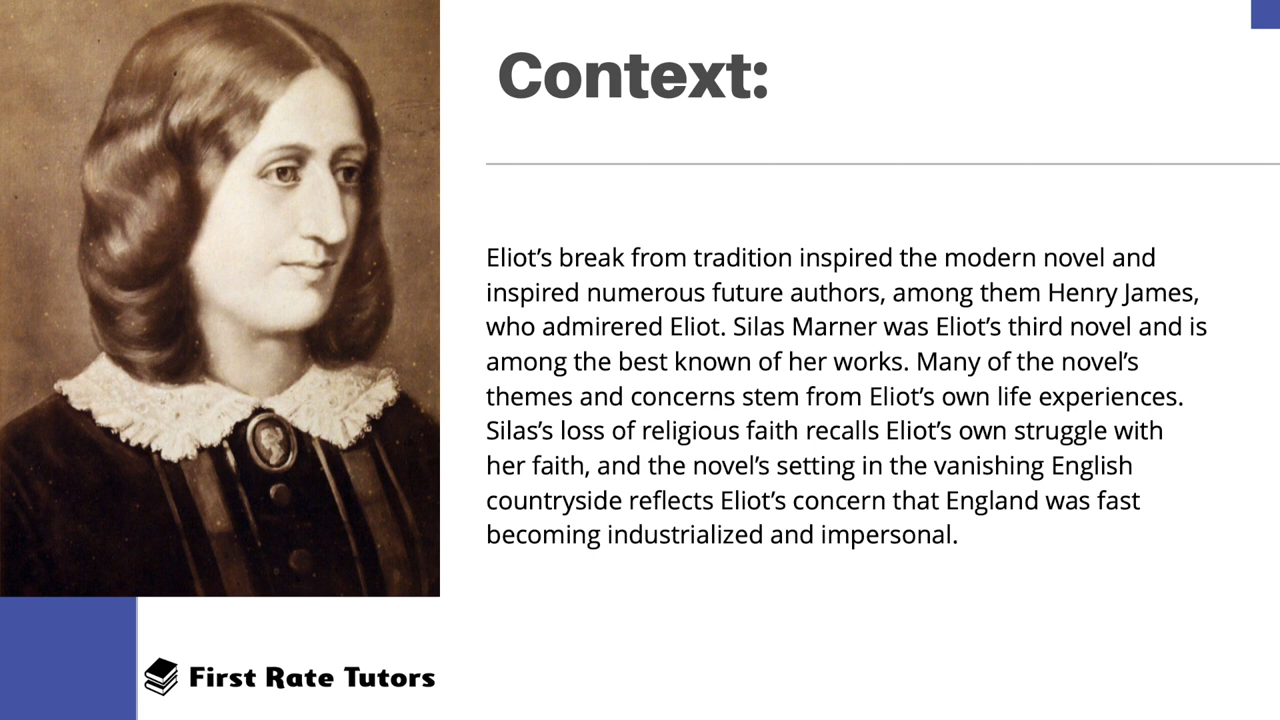 Context:
Eliot’s break from tradition inspired the modern novel and
inspired numerous future authors, among them Henry James,
who admirered Eliot. Silas Marner was Eliot’s third novel and is
among the best known of her works. Many of the novel’s
themes and concerns stem from Eliot’s own life experiences.
Silas’s loss of religious faith recalls Eliot’s own struggle with
her faith, and the novel’s setting in the vanishing English
countryside reflects Eliot’s concern that England was fast
becoming industrialized and impersonal.
First Rate Tutors